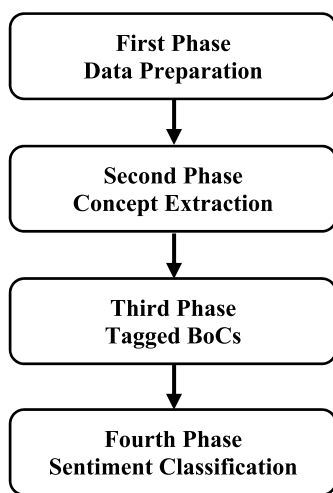 First Phase
Data Preparation
Second Phase
Concept Extraction
Third Phase
Tagged BoCs
Fourth Phase
Sentiment Classification